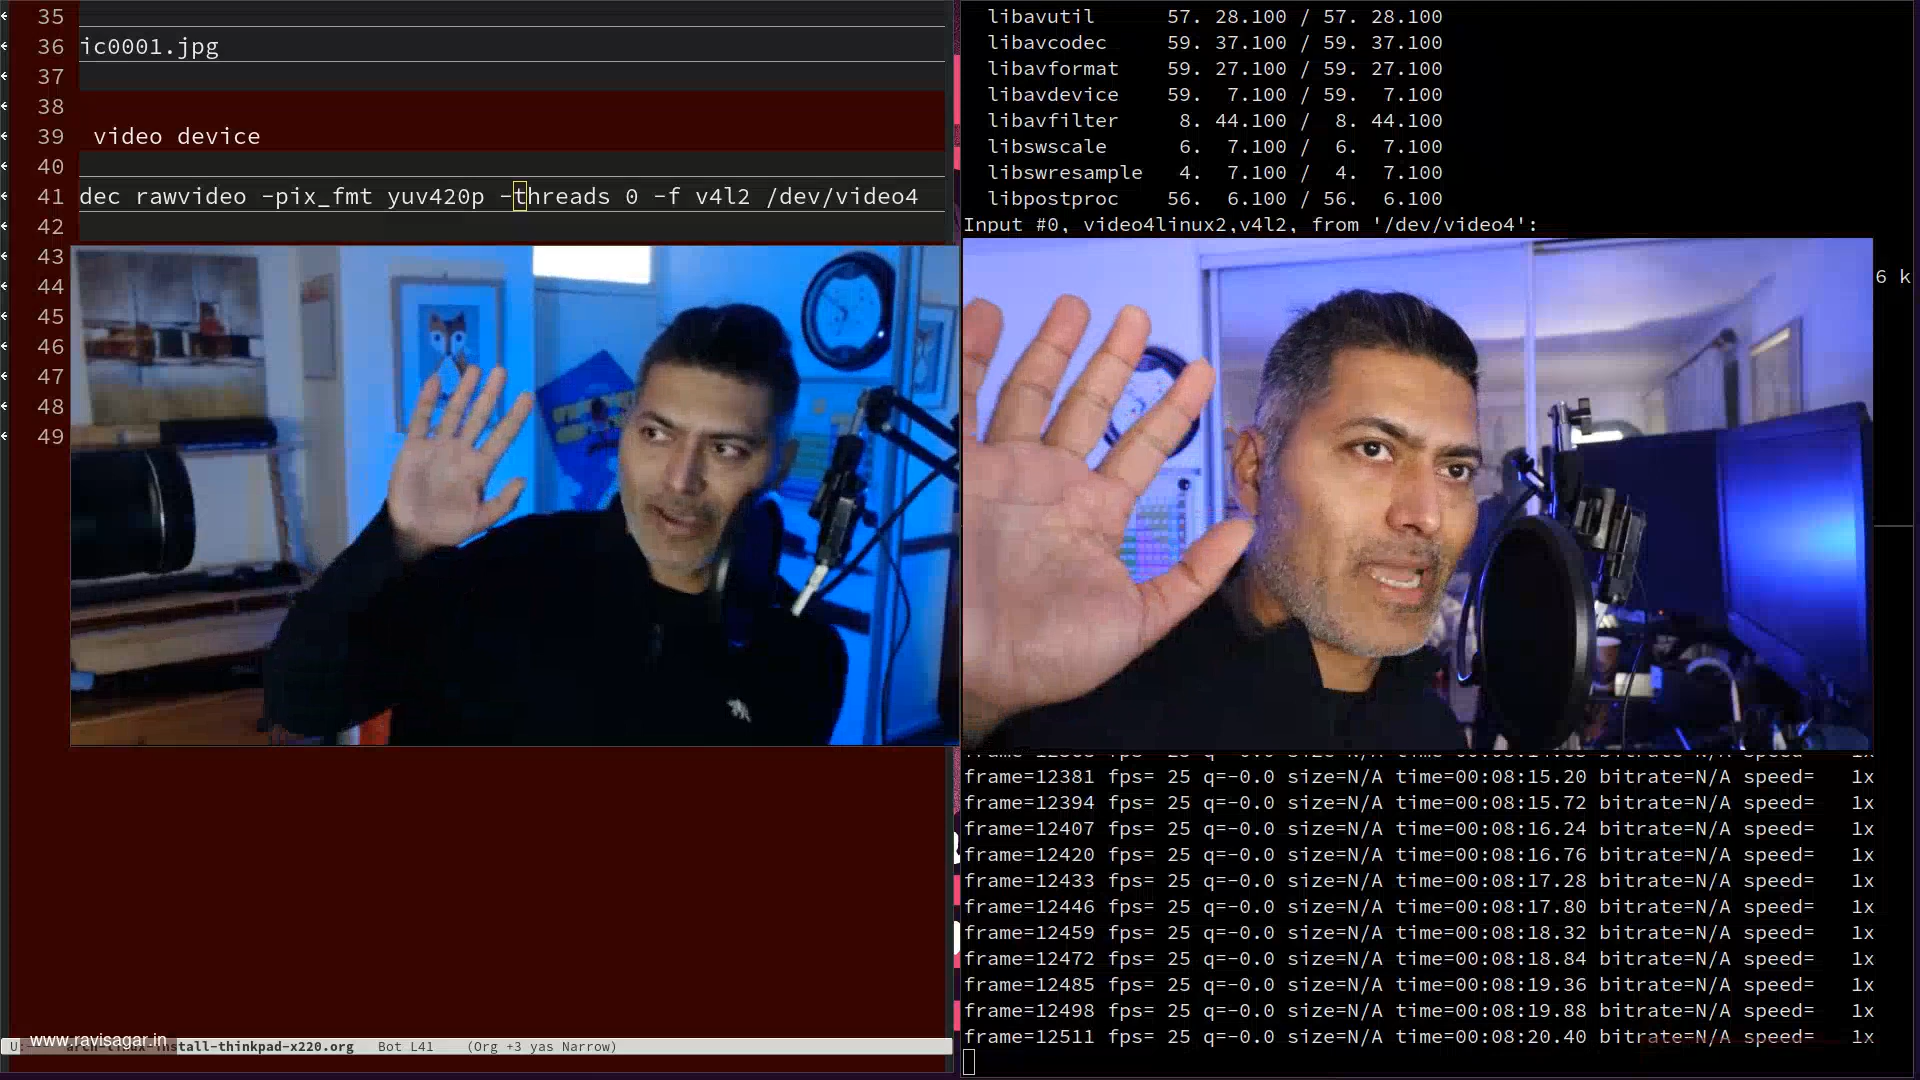 35
36 ic0001.jpg
37
38
39 video device
40
41 dec rawvideo -pix_fmt yuv420p -threads 0 -f v4l2 /dev/video4
42
43
44
45
46
47
48
49
www.ravisagar.in
install-thinkpad-x220.org Bot L41 (Org +3 yas Narrow)
libavutil 57. 28.100 / 57. 28.100
libavcodec 59. 37.100 / 59. 37.100
libavformat 59. 27.100 / 59. 27.100
libavdevice 59. 7.100 / 59. 7.100
libavfilter 8. 44.100 / 8. 44.100
libswscale 6. 7.100 / 6. 7.100
libswresample 4. 7.100 / 4. 7.100
libpostproc 56. 6.100 / 56. 6.100
Input #0, video4linux2,v4l2, from '/dev/video4':
6 k
frame=12381 fps= 25 q=-0.0 size=N/A time=00:08:15.20 bitrate=N/A speed= 1x
frame=12394 fps= 25 q=-0.0 size=N/A time=00:08:15.72 bitrate=N/A speed= 1x
frame=12407 fps= 25 q=-0.0 size=N/A time=00:08:16.24 bitrate=N/A speed= 1x
frame=12420 fps= 25 q=-0.0 size=N/A time=00:08:16.76 bitrate=N/A speed= 1x
frame=12433 fps= 25 q=-0.0 size=N/A time=00:08:17.28 bitrate=N/A speed= 1x
frame=12446 fps= 25 q=-0.0 size=N/A time=00:08:17.80 bitrate=N/A speed= 1x
frame=12459 fps= 25 q=-0.0 size=N/A time=00:08:18.32 bitrate=N/A speed= 1x
frame=12472 fps= 25 q=-0.0 size=N/A time=00:08:18.84 bitrate=N/A speed= 1x
frame=12485 fps= 25 q=-0.0 size=N/A time=00:08:19.36 bitrate=N/A speed= 1x
frame=12498 fps= 25 q=-0.0 size=N/A time=00:08:19.88 bitrate=N/A speed= 1x
frame=12511 fps= 25 q=-0.0 size=N/A time=00:08:20.40 bitrate=N/A speed= 1x